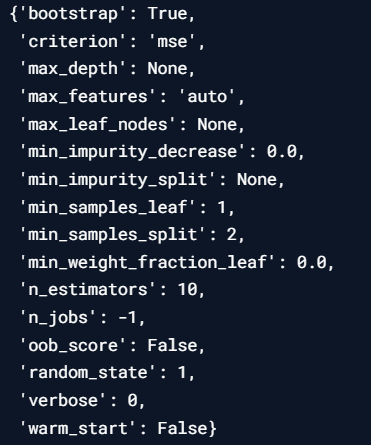 {'bootstrap': True,
'criterion': 'mse',
'max_depth': None,
'max_features': 'auto',
'max_leaf_nodes': None,
'min_impurity_decrease': 0.0,
'min_impurity_split': None,
'min_samples_leaf': 1,
'min_samples_split': 2,
'min_weight_fraction_leaf': 0.0,
'n_estimators': 10,
'n_jobs': -1,
'oob_score': False,
'random_state': 1,
'verbose': 0,
'warm_start': False}